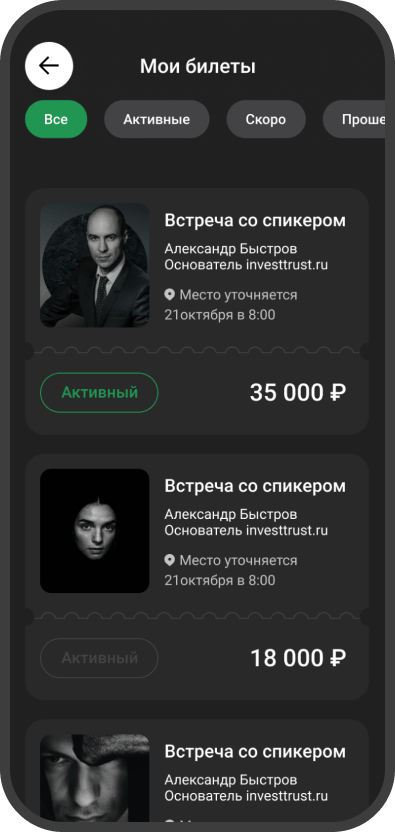 Мои билеты
Все
Активные
Скоро
Проше
Встреча со спикером
Александр Быстров
Основатель investtrust.ru
Место уточняется
21октября в 8:00
Активный
35 000 ₽
Встреча со спикером
Александр Быстров
Основатель investtrust.ru
Место уточняется
21октября в 8:00
Активный
18 000 ₽
Встреча со спикером
Александр Быстров
Основатель investtrust.ru